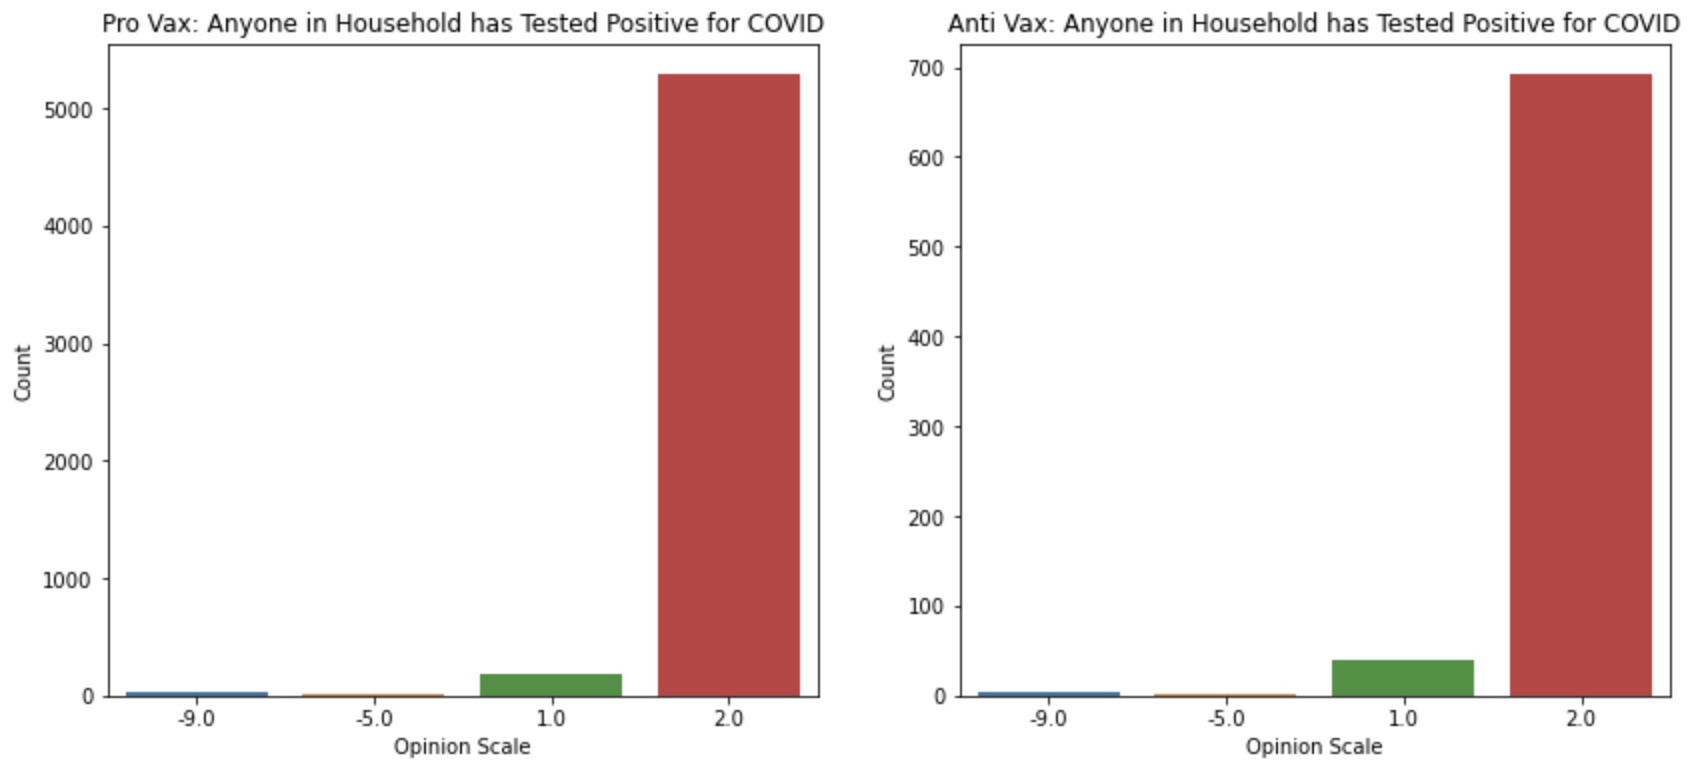 Pro Vax: Anyone in Household has Tested Positive for COVID
5000
4000
3000
2000
1000
0
Count
-9.0 -5.0 1.0 2.0
Opinion Scale
Anti Vax: Anyone in Household has Tested Positive for COVID
700
600
500
400
300
200
100
0
Count
-9.0 -5.0 1.0 2.0
Opinion Scale